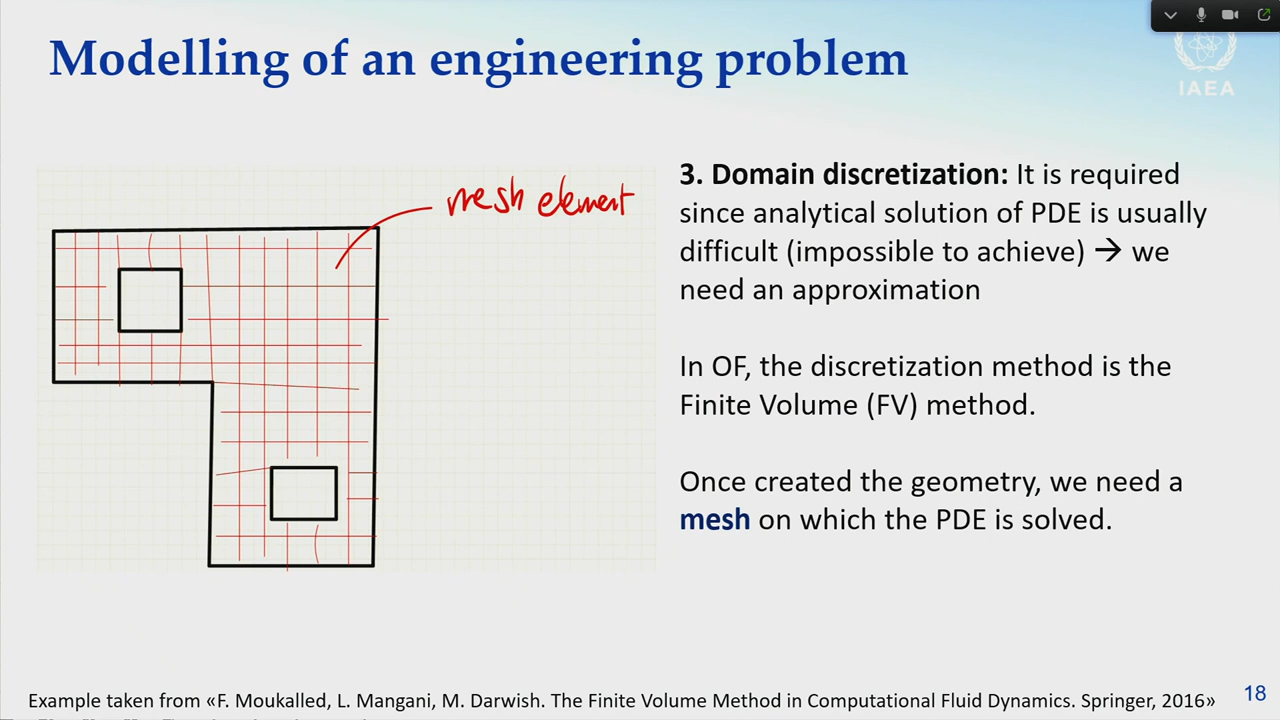 Modelling of an engineering problem
IAEA
mesh element
3. Domain discretization: It is required
since analytical solution of PDE is usually
difficult (impossible to achieve) → we
need an approximation
In OF, the discretization method is the
Finite Volume (FV) method.
Once created the geometry, we need a
mesh on which the PDE is solved.
Example taken from «F. Moukalled, L. Mangani, M. Darwish. The Finite Volume Method in Computational Fluid Dynamics. Springer, 2016»
18